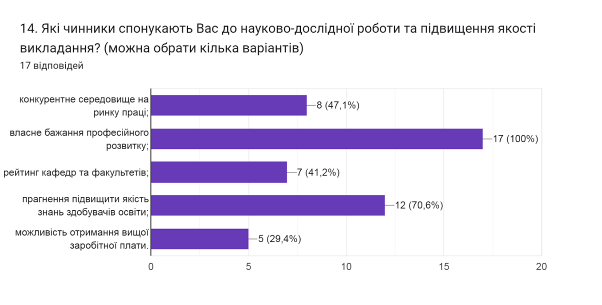 14. Які чинники спонукають Вас до науково-дослідної роботи та підвищення якості
викладання? (можна обрати кілька варіантів)
17 відповідей
конкурентне середовище на
ринку праці;
8 (47,1%)
власне бажання професійного
розвитку;
17 (100%)
рейтинг кафедр та факультетів;
7 (41,2%)
прагнення підвищити якість
знань здобувачів освіти;
12 (70,6%)
можливість отримання вищої
заробітної плати.
5 (29,4%)
0 5 10 15 20